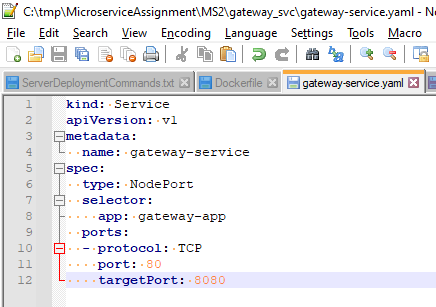 C:\tmp\MicroserviceAssignment\MS2\gateway_svc\gateway-service.yaml - No
File Edit Search View Encoding Language Settings Tools Macro
ServerDeploymentCommands.txt Dockerfile gateway-service.yaml
1 kind: Service
2 apiVersion: v1
3 metadata:
4 name: gateway-service
5 spec:
6 type: NodePort
7 selector:
8 app: gateway-app
9 ports:
10 - protocol: TCP
11 port: 80
12 targetPort: 8080